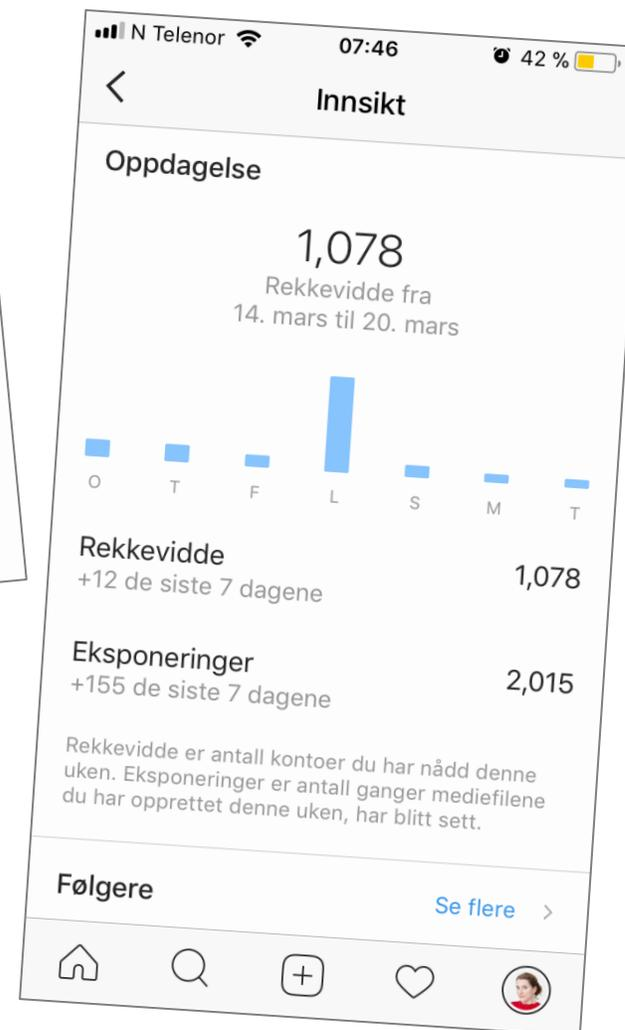 N Telenor 07:46 42 %
Innsikt
Oppdagelse
1,078
Rekkevidde fra
14. mars til 20. mars
O T F L S M T
Rekkevidde 1,078
+12 de siste 7 dagene
Eksponeringer 2,015
+155 de siste 7 dagene
Rekkevidde er antall kontoer du har nådd denne
uken. Eksponeringer er antall ganger mediefilene
du har opprettet denne uken, har blitt sett.
Følgere Se flere